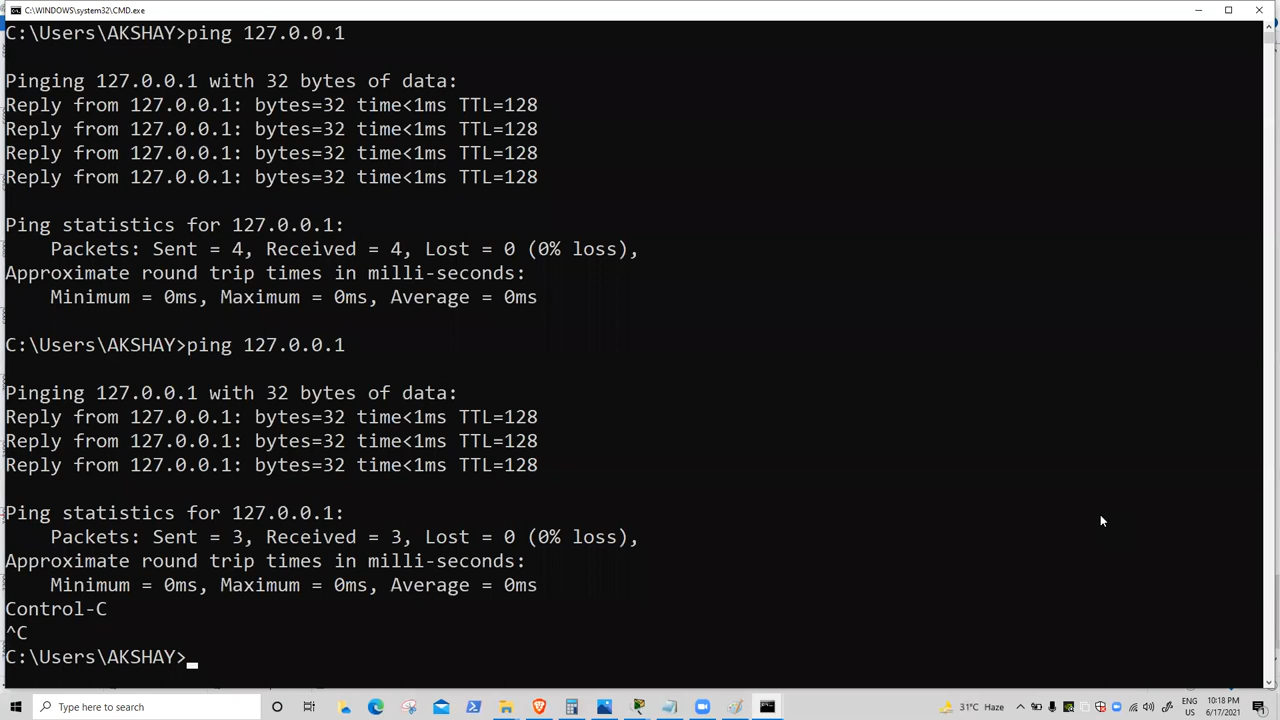 C:\WINDOWS\system32\CMD.exe
C:\Users\AKSHAY>ping 127.0.0.1
Pinging 127.0.0.1 with 32 bytes of data:
Reply from 127.0.0.1: bytes=32 time<1ms TTL=128
Reply from 127.0.0.1: bytes=32 time<1ms TTL=128
Reply from 127.0.0.1: bytes=32 time<1ms TTL=128
Reply from 127.0.0.1: bytes=32 time<1ms TTL=128
Ping statistics for 127.0.0.1:
Packets: Sent = 4, Received = 4, Lost = 0 (0% loss),
Approximate round trip times in milli-seconds:
Minimum = 0ms, Maximum = 0ms, Average = 0ms
C:\Users\AKSHAY>ping 127.0.0.1
Pinging 127.0.0.1 with 32 bytes of data:
Reply from 127.0.0.1: bytes=32 time<1ms TTL=128
Reply from 127.0.0.1: bytes=32 time<1ms TTL=128
Reply from 127.0.0.1: bytes=32 time<1ms TTL=128
Ping statistics for 127.0.0.1:
Packets: Sent = 3, Received = 3, Lost = 0 (0% loss),
Approximate round trip times in milli-seconds:
Minimum = 0ms, Maximum = 0ms, Average = 0ms
Control-C
^C
C:\Users\AKSHAY>
Type here to search
31°C Haze
ENG
US
10:18 PM
6/17/2021